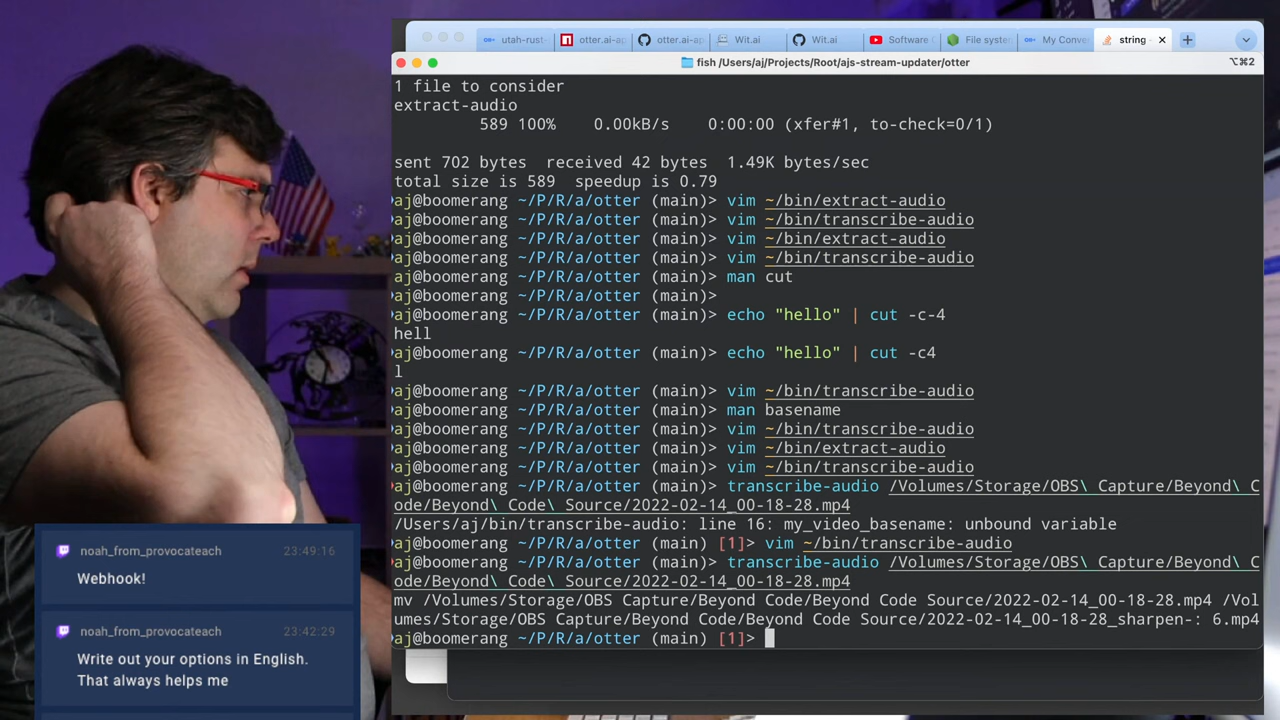 utah-rust-
otter.ai-ap
otter.ai-ap
Wit.ai
Wit.ai
Software
File system
My Conve
string
fish /Users/aj/Projects/Root/ajs-stream-updater/otter
⌥⌘2
1 file to consider
extract-audio
589 100% 0.00kB/s 0:00:00 (xfer#1, to-check=0/1)
sent 702 bytes received 42 bytes 1.49K bytes/sec
total size is 589 speedup is 0.79
aj@boomerang ~/P/R/a/otter (main)> vim ~/bin/extract-audio
aj@boomerang ~/P/R/a/otter (main)> vim ~/bin/transcribe-audio
aj@boomerang ~/P/R/a/otter (main)> vim ~/bin/extract-audio
aj@boomerang ~/P/R/a/otter (main)> vim ~/bin/transcribe-audio
aj@boomerang ~/P/R/a/otter (main)> man cut
aj@boomerang ~/P/R/a/otter (main)>
aj@boomerang ~/P/R/a/otter (main)> echo "hello" | cut -c-4
hell
aj@boomerang ~/P/R/a/otter (main)> echo "hello" | cut -c4
l
aj@boomerang ~/P/R/a/otter (main)> vim ~/bin/transcribe-audio
aj@boomerang ~/P/R/a/otter (main)> man basename
aj@boomerang ~/P/R/a/otter (main)> vim ~/bin/transcribe-audio
aj@boomerang ~/P/R/a/otter (main)> vim ~/bin/extract-audio
aj@boomerang ~/P/R/a/otter (main)> vim ~/bin/transcribe-audio
aj@boomerang ~/P/R/a/otter (main)> transcribe-audio /Volumes/Storage/OBS\ Capture/Beyond\ C
ode/Beyond\ Code\ Source/2022-02-14_00-18-28.mp4
/Users/aj/bin/transcribe-audio: line 16: my_video_basename: unbound variable
aj@boomerang ~/P/R/a/otter (main) [1]> vim ~/bin/transcribe-audio
aj@boomerang ~/P/R/a/otter (main)> transcribe-audio /Volumes/Storage/OBS\ Capture/Beyond\ C
ode/Beyond\ Code\ Source/2022-02-14_00-18-28.mp4
mv /Volumes/Storage/OBS Capture/Beyond Code/Beyond Code Source/2022-02-14_00-18-28.mp4 /Vol
umes/Storage/OBS Capture/Beyond Code/Beyond Code Source/2022-02-14_00-18-28_sharpen-: 6.mp4
aj@boomerang ~/P/R/a/otter (main) [1]>
noah_from_provocateach 23:49:16
Webhook!
noah_from_provocateach 23:42:29
Write out your options in English.
That always helps me